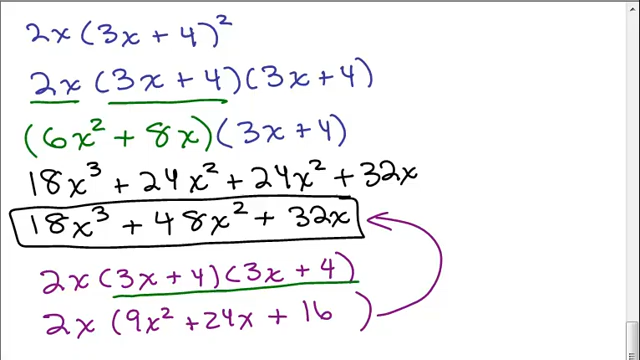 2x(3x + 4)²
2x (3x + 4)(3x + 4)
(6x² + 8x)(3x + 4)
18x³ + 24x² + 24x² + 32x
18x³ + 48x² + 32x
2x (3x + 4)(3x + 4)
2x (9x² + 24x + 16 )